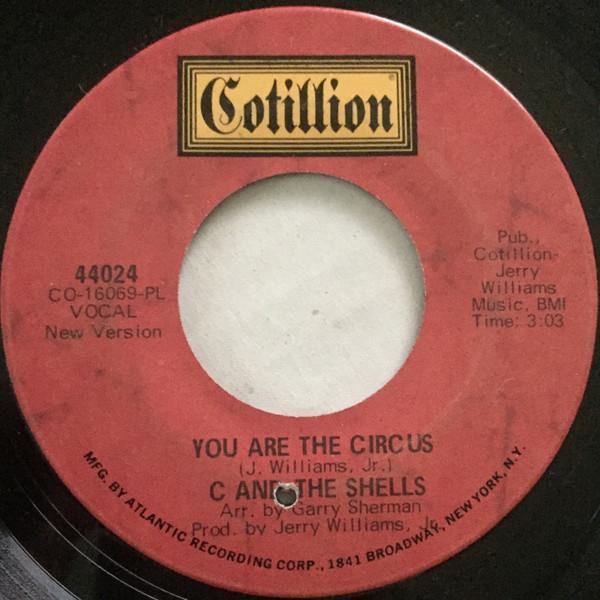 Cotillion
44024
CO-16069-PL
VOCAL
New Version
Pub.,
Cotillion-
Jerry
Williams
Music, BMI
Time: 3:03
YOU ARE THE CIRCUS
(J. Williams, Jr.)
C AND THE SHELLS
Arr. by Garry Sherman
Prod. by Jerry Williams, Jr.
MFG. BY ATLANTIC RECORDING CORP., 1841 BROADWAY, NEW YORK, N.Y.